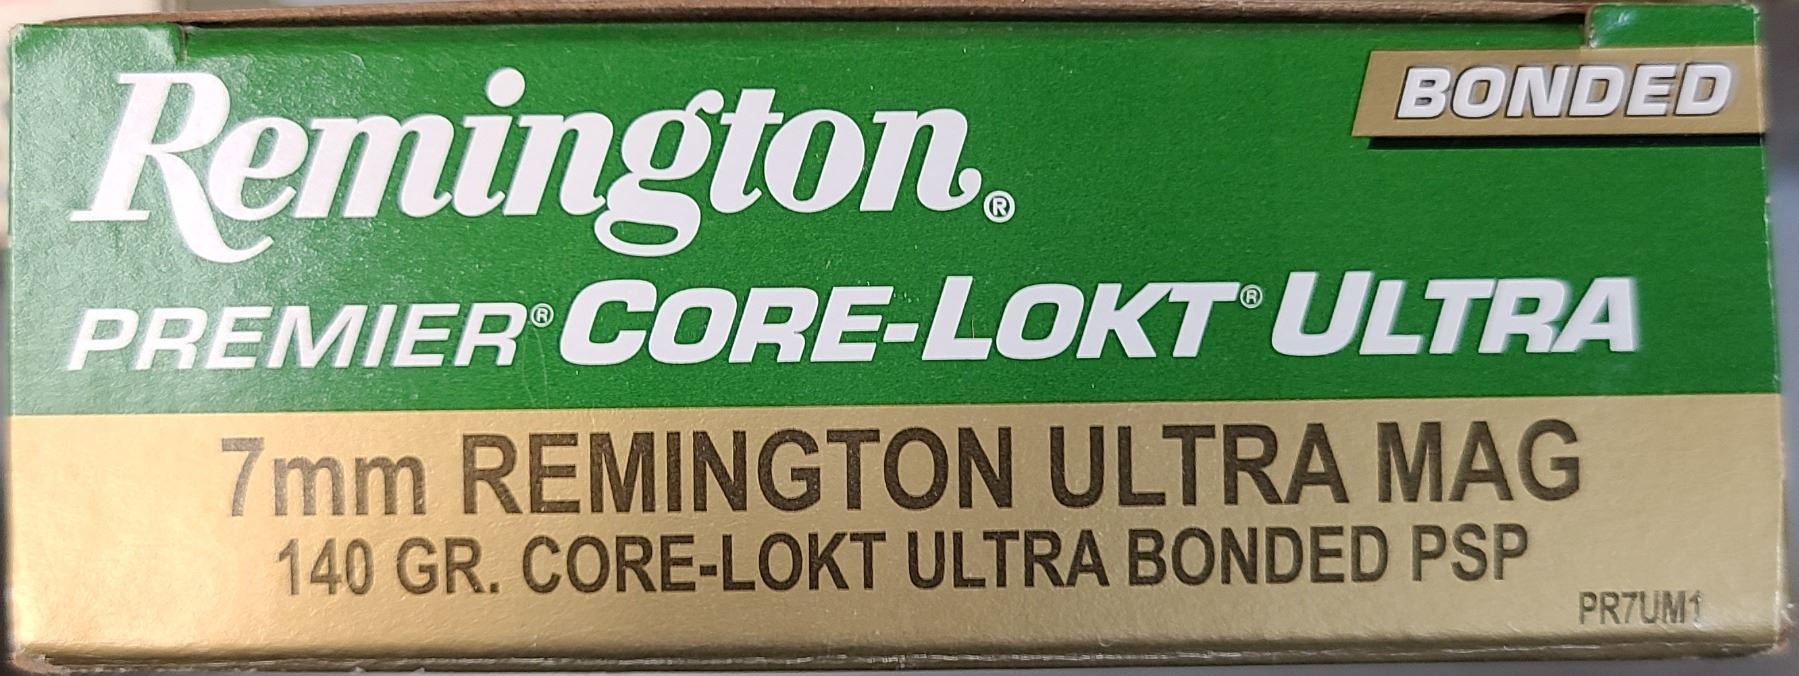 BONDED
Remington®
PREMIER® CORE-LOKT® ULTRA
7mm REMINGTON ULTRA MAG
140 GR. CORE-LOKT ULTRA BONDED PSP
PR7UM1